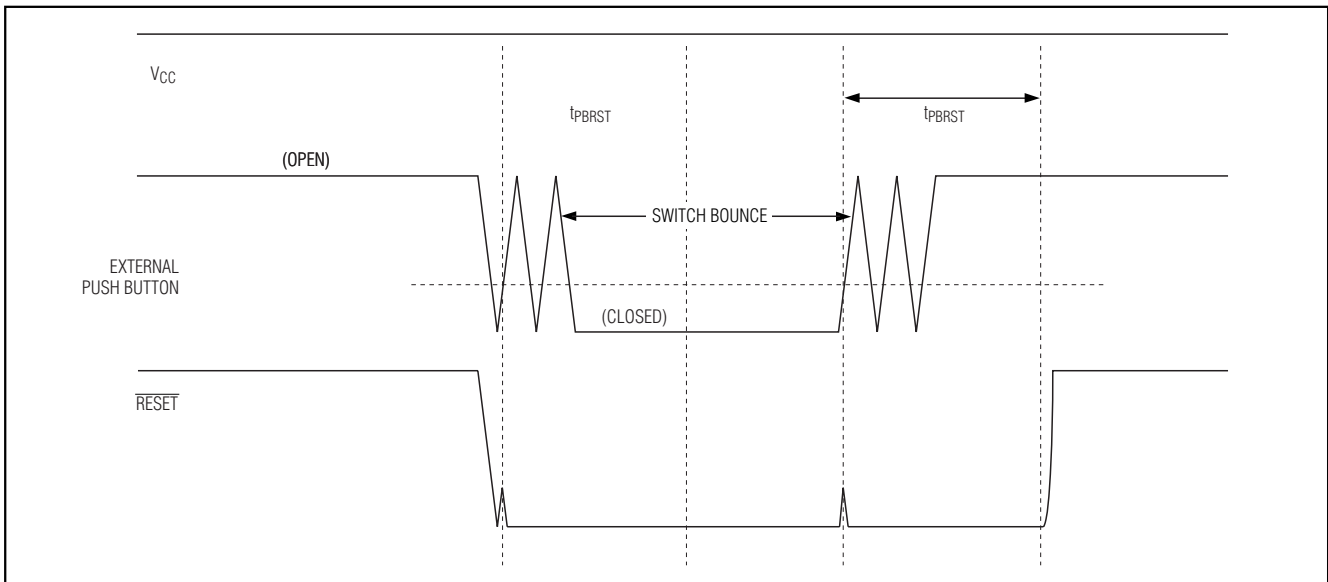 VCC
tPBRST
tPBRST
(OPEN)
SWITCH BOUNCE
EXTERNAL
PUSH BUTTON
(CLOSED)
RESET